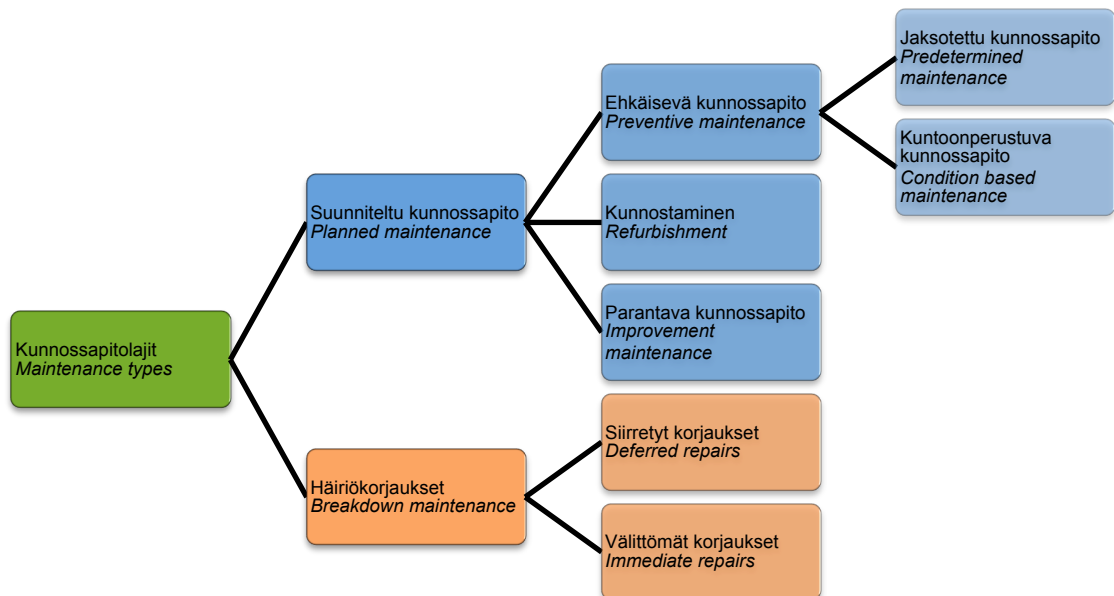 Kunnossapitolajit
Maintenance types
Suunniteltu kunnossapito
Planned maintenance
Ehkäisevä kunnossapito
Preventive maintenance
Jaksotettu kunnossapito
Predetermined
maintenance
Kuntoonperustuva
kunnossapito
Condition based
maintenance
Kunnostaminen
Refurbishment
Parantava kunnossapito
Improvement
maintenance
Häiriökorjaukset
Breakdown maintenance
Siirretyt korjaukset
Deferred repairs
Välittömät korjaukset
Immediate repairs